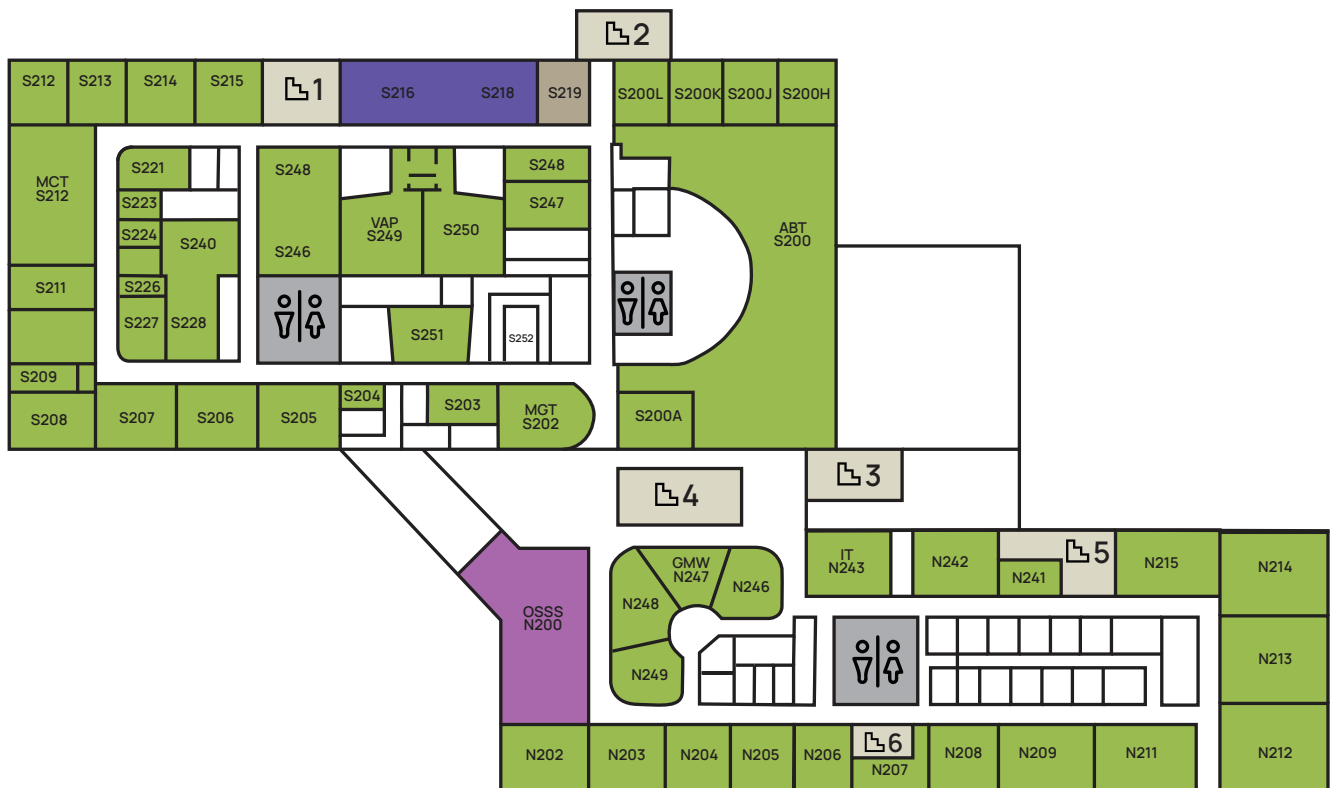 2
S212
S213
S214
S215
1
S216
S218
S219
S200L
S200K
S200J
S200H
MCT
S212
S221
S248
S248
S223
S247
S224
S240
VAP
S249
S250
ABT
S200
S246
S211
S226
S227
S228
S251
S252
S209
S204
S203
S208
S207
S206
S205
MGT
S202
S200A
4
3
IT
N243
N242
5
N241
N215
N214
GMW
N247
N246
N248
OSSS
N200
N249
N213
N202
N203
N204
N205
N206
6
N207
N208
N209
N211
N212